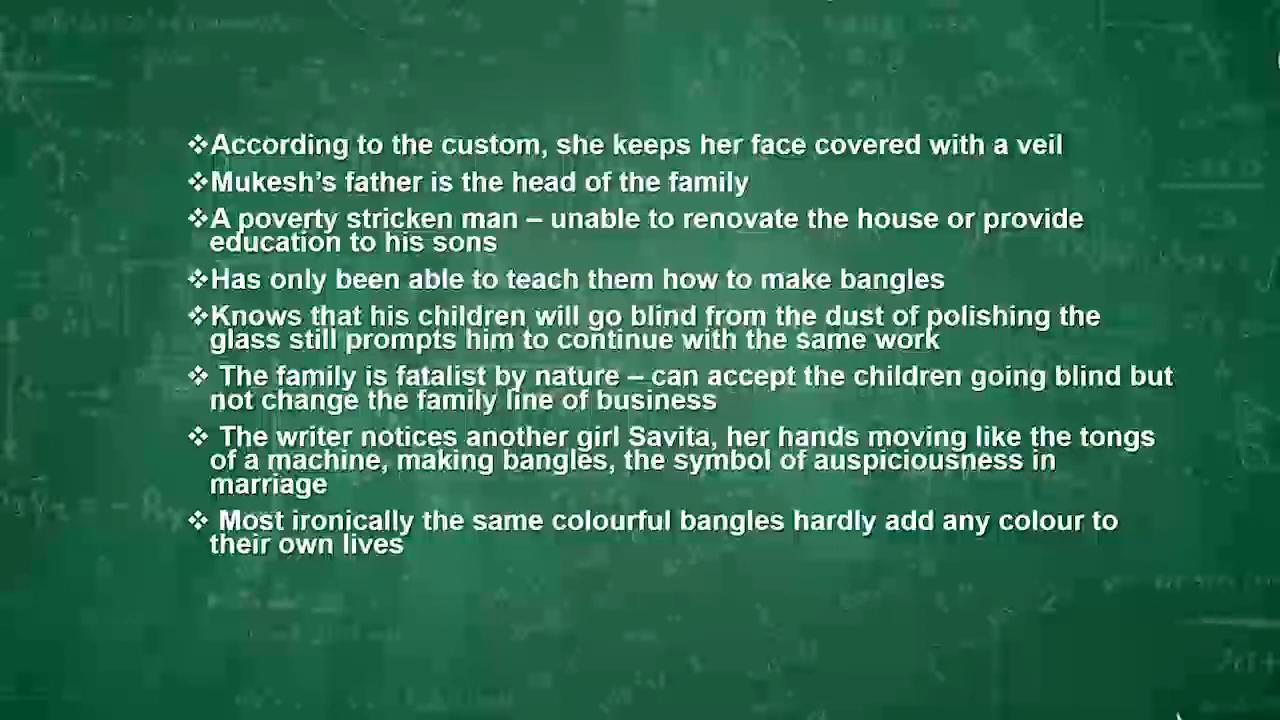 ❖According to the custom, she keeps her face covered with a veil
❖Mukesh’s father is the head of the family
❖A poverty stricken man – unable to renovate the house or provide
education to his sons
❖Has only been able to teach them how to make bangles
❖Knows that his children will go blind from the dust of polishing the
glass still prompts him to continue with the same work
❖ The family is fatalist by nature – can accept the children going blind but
not change the family line of business
❖ The writer notices another girl Savita, her hands moving like the tongs
of a machine, making bangles, the symbol of auspiciousness in
marriage
❖ Most ironically the same colourful bangles hardly add any colour to
their own lives